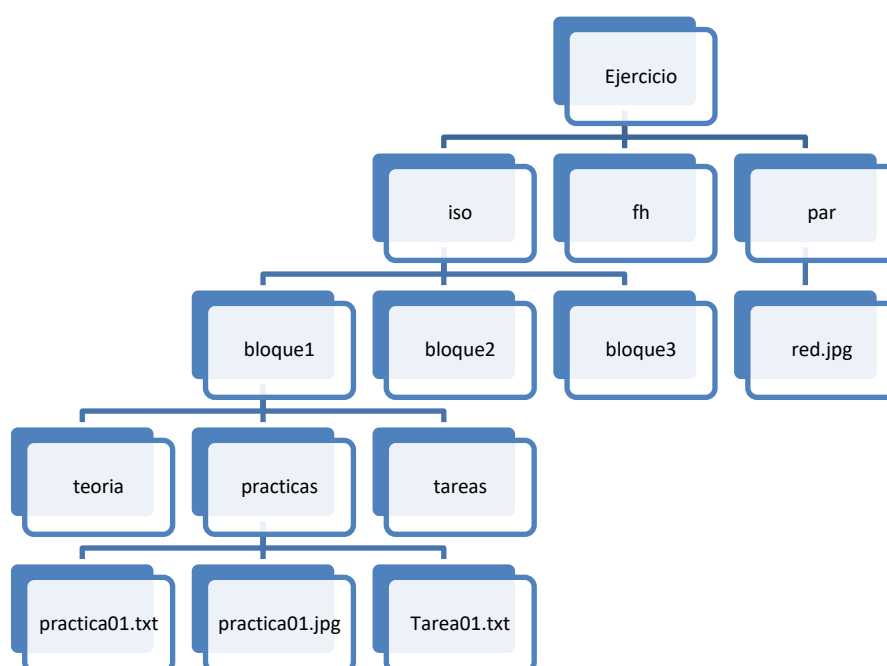 Ejercicio
iso
fh
par
bloque1
bloque2
bloque3
red.jpg
teoria
practicas
tareas
practica01.txt
practica01.jpg
Tarea01.txt